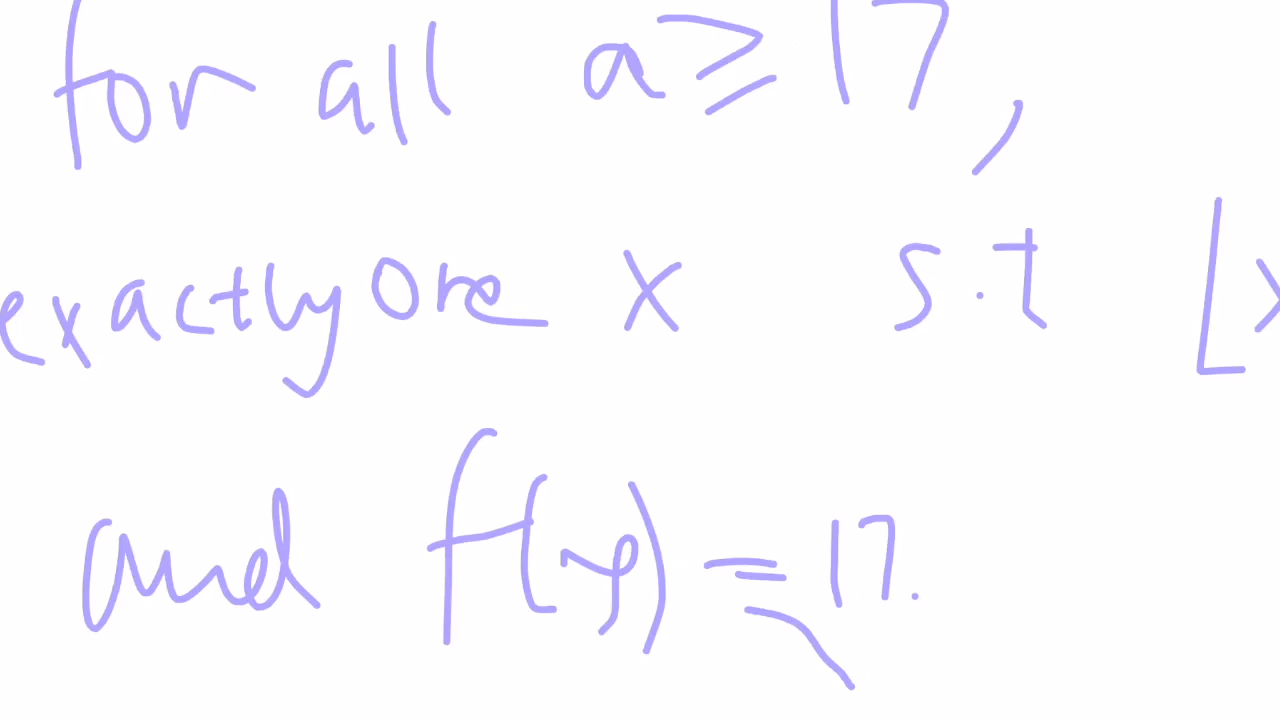 for all a ≥ 17,
exactly one x s.t ⌊x
and f(φ) = 17.